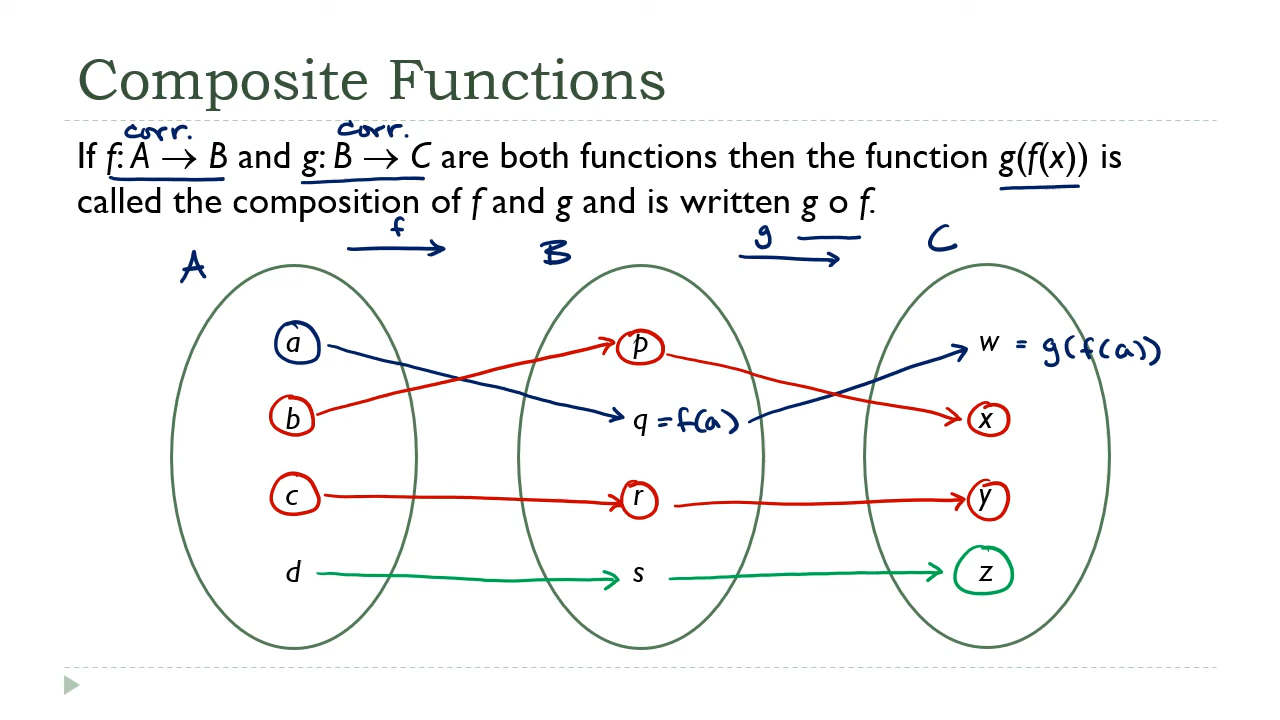 Composite Functions
corr. corr.
If f: A → B and g: B → C are both functions then the function g(f(x)) is
called the composition of f and g and is written g o f.
A f B g C
a p w = g(f(a))
b q = f(a) x
c r y
d s z